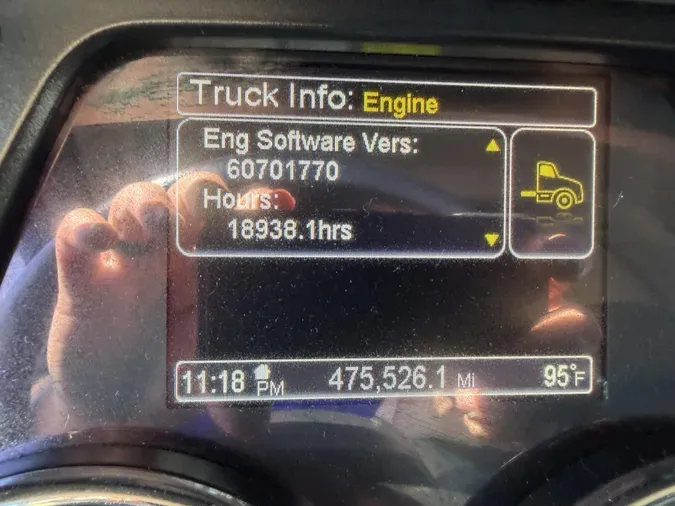 Truck Info: Engine
Eng Software Vers:
60701770
Hours:
18938.1hrs
11:18 PM 475,526.1 Mi 95°F